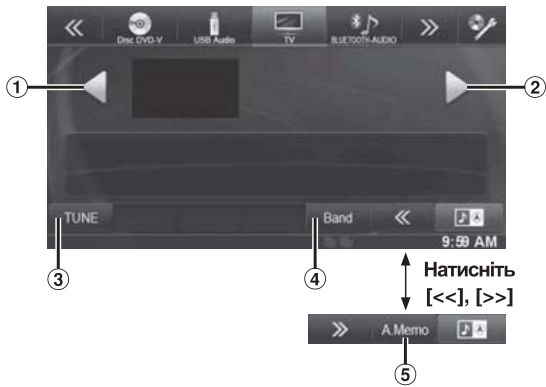 « Disc DVD-V USB Audio TV BLUETOOTH-AUDIO »
1
2
TUNE Band «
9:59 AM
3
4
Натисніть
[<<], [>>]
» A.Memo
5